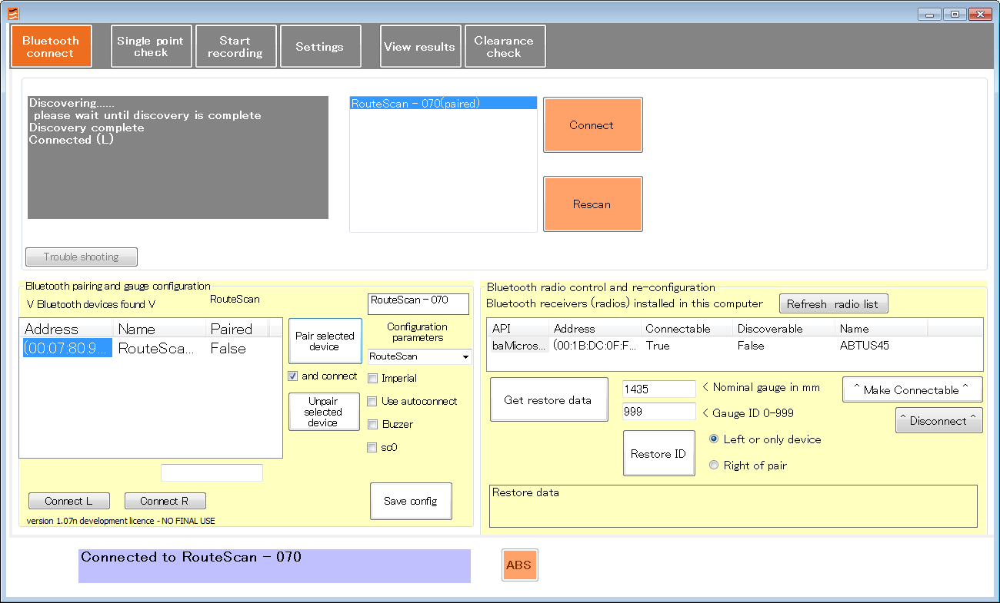 Bluetooth
connect
Single point
check
Start
recording
Settings
View results
Clearance
check
Discovering......
please wait until discovery is complete
Discovery complete
Connected (L)
RouteScan - 070(paired)
Connect
Rescan
Trouble shooting
Bluetooth pairing and gauge configuration
V Bluetooth devices found V
RouteScan
RouteScan - 070
Address Name Paired
(00:07:80:9... RouteSca... False
Pair selected
device
and connect
Unpair
selected
device
Configuration
parameters
RouteScan
Imperial
Use autoconnect
Buzzer
sc0
Connect L
Connect R
Save config
version 1.07n development licence - NO FINAL USE
Bluetooth radio control and re-configuration
Bluetooth receivers (radios) installed in this computer
Refresh radio list
API Address Connectable Discoverable Name
baMicros... (00:1B:DC:0F:F... True False ABTUS45
Get restore data
1435
< Nominal gauge in mm
^ Make Connectable ^
999
< Gauge ID 0-999
^ Disconnect ^
Restore ID
Left or only device
Right of pair
Restore data
Connected to RouteScan - 070
ABS